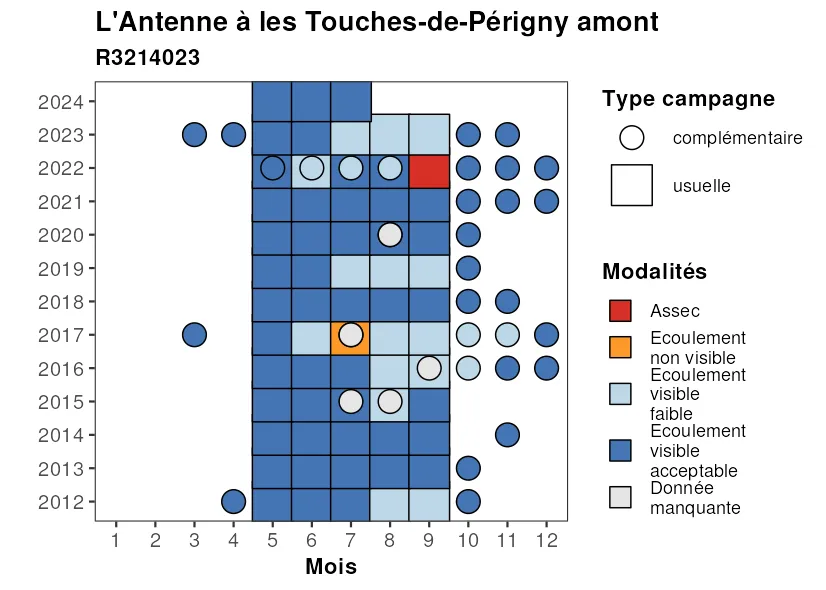 L'Antenne à les Touches-de-Périgny amont
R3214023
2024
2023
2022
2021
2020
2019
2018
2017
2016
2015
2014
2013
2012
1 2 3 4 5 6 7 8 9 10 11 12
Mois
Type campagne
complémentaire
usuelle
Modalités
Assec
Ecoulement
non visible
Ecoulement
visible
faible
Ecoulement
visible
acceptable
Donnée
manquante